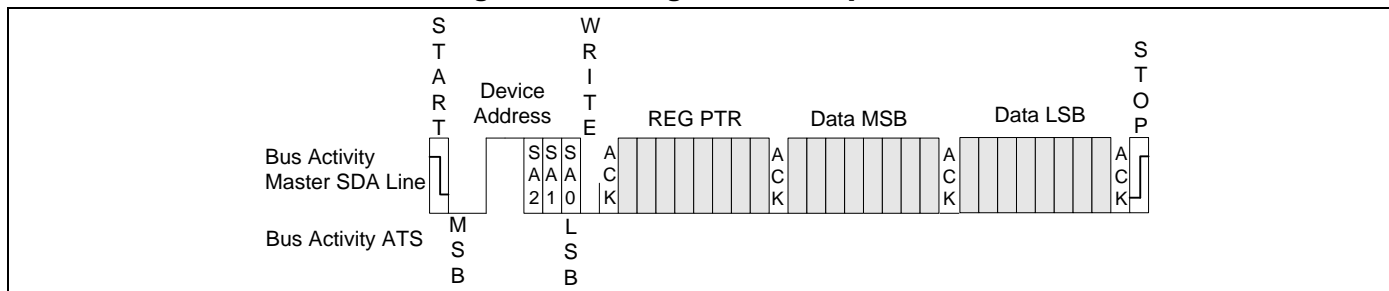 START
WRITE
STOP
Device
Address
REG PTR
Data MSB
Data LSB
Bus Activity
Master SDA Line
SA2
SA1
SA0
ACK
ACK
ACK
ACK
Bus Activity ATS
MSB
LSB